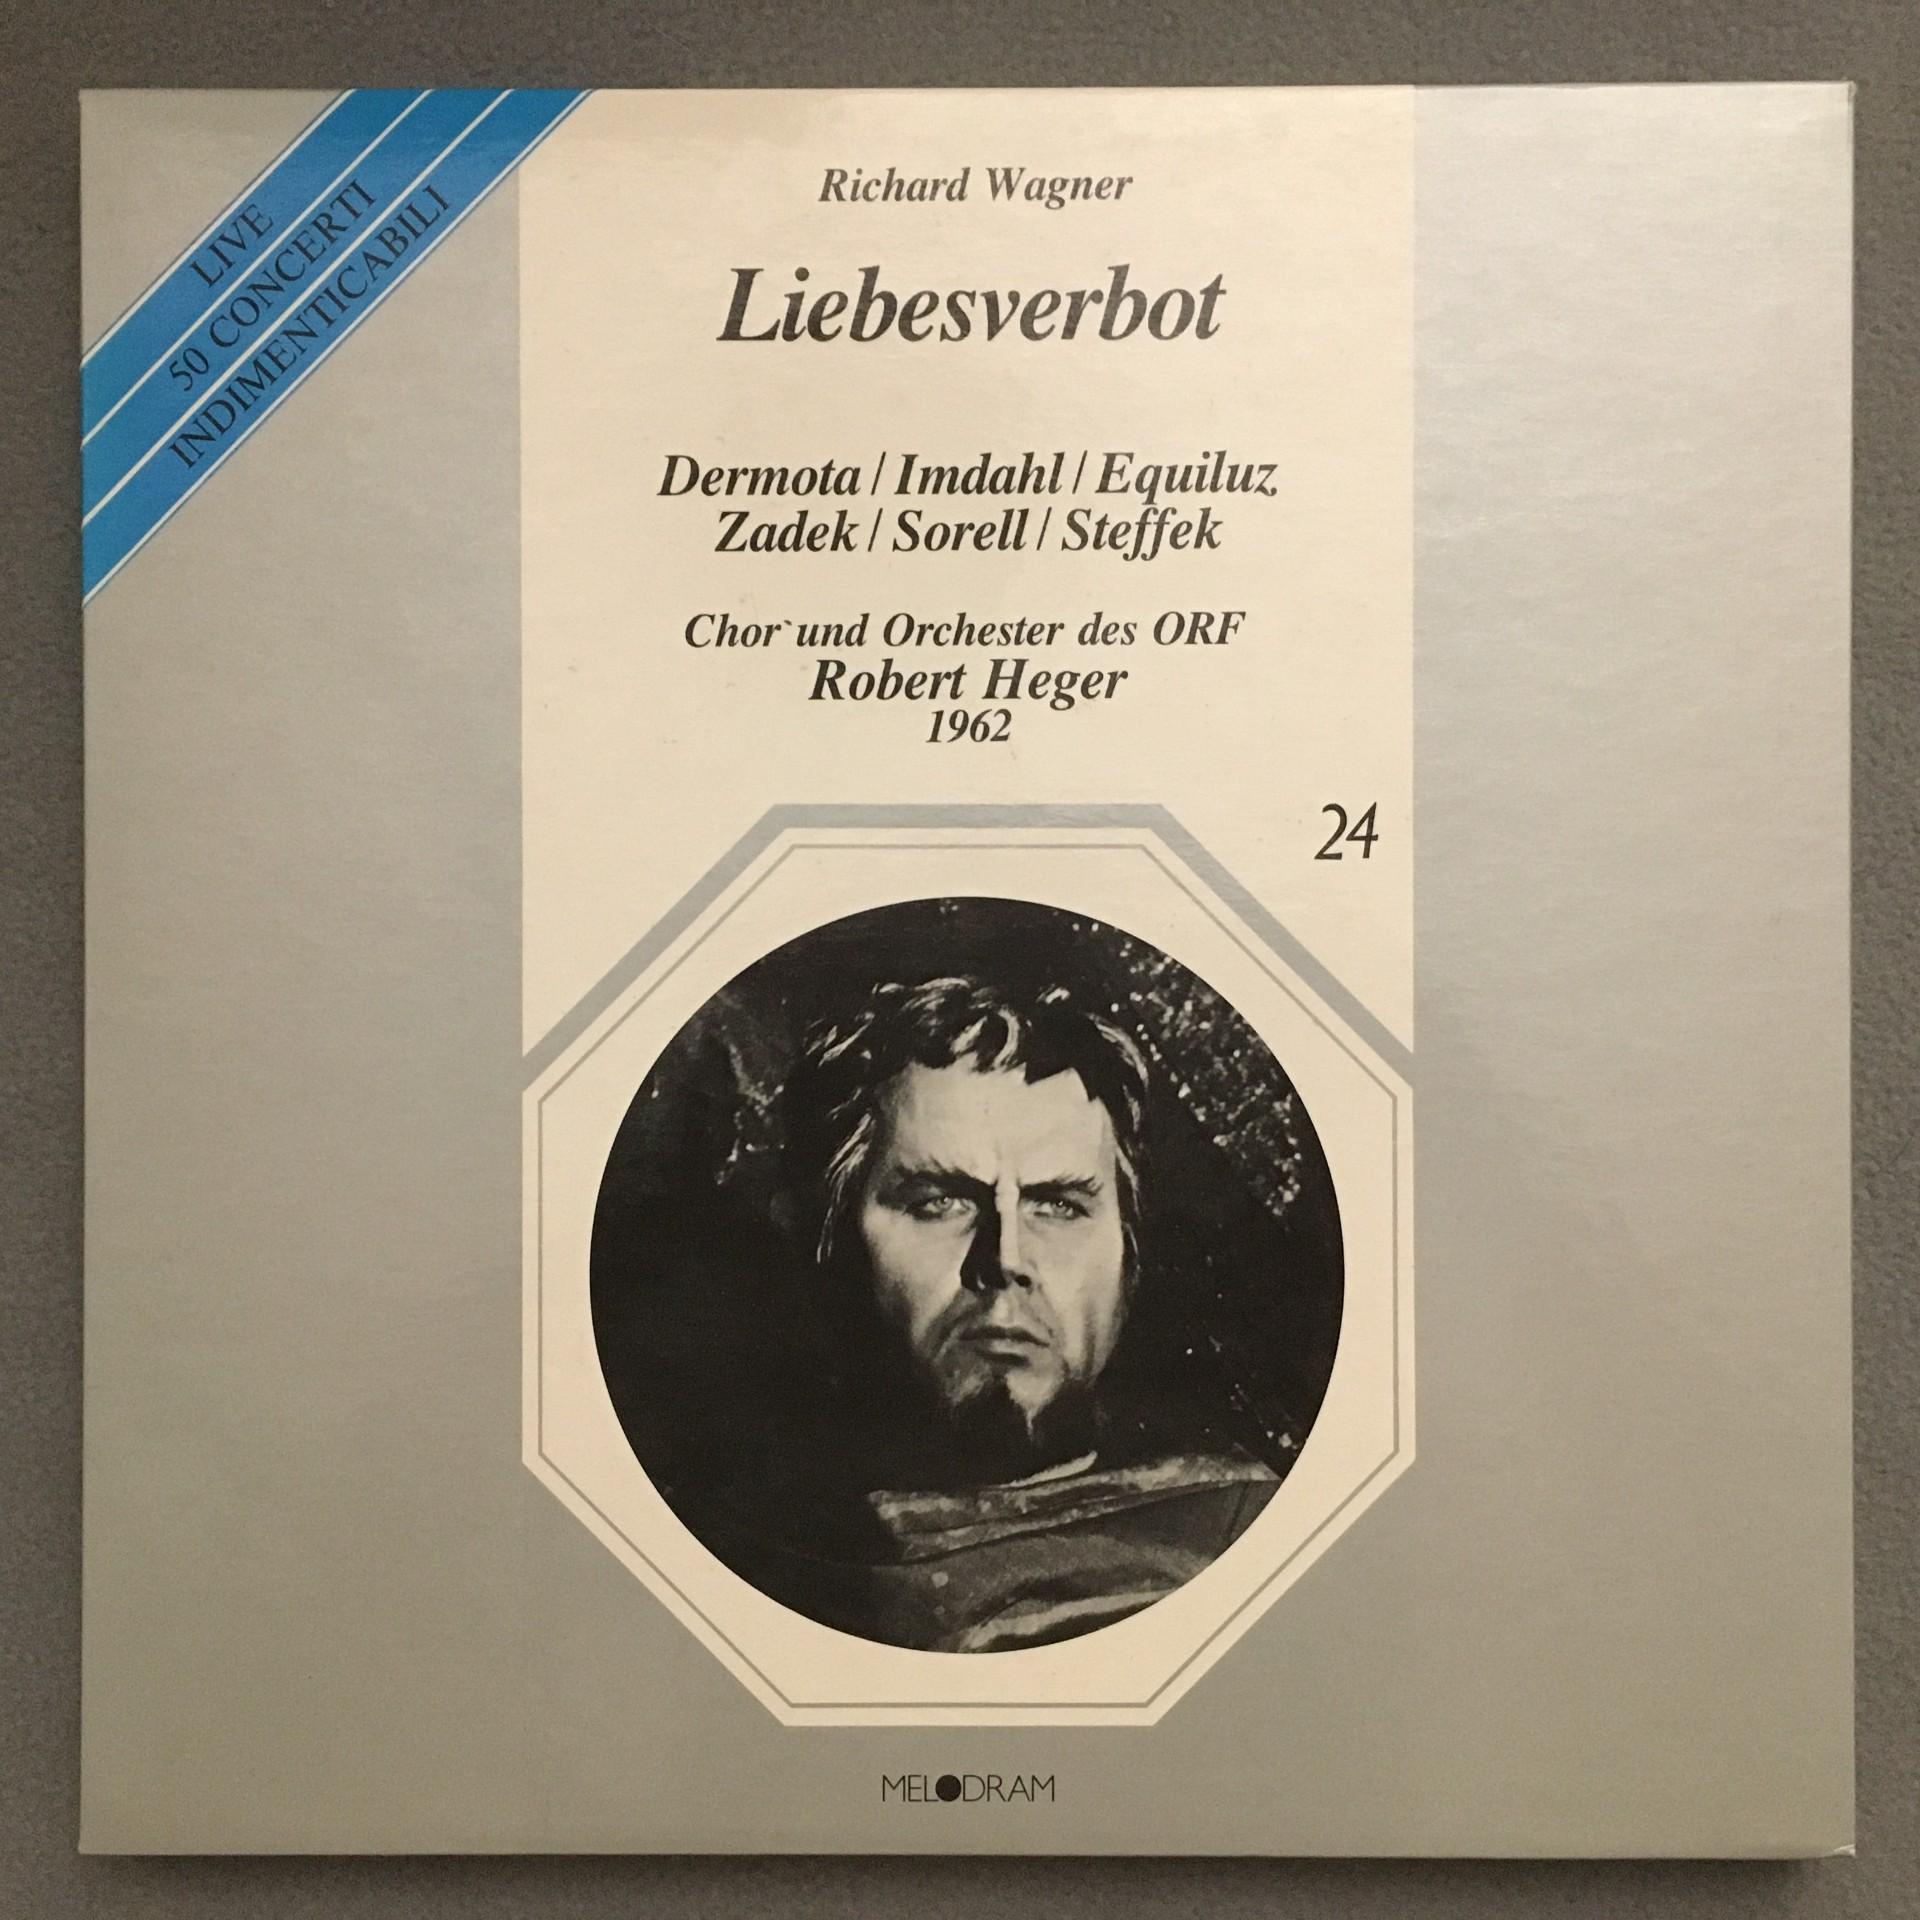 LIVE
50 CONCERTI
INDIMENTICABILI
Richard Wagner
Liebesverbot
Dermota / Imdahl / Equiluz
Zadek / Sorell / Steffek
Chor`und Orchester des ORF
Robert Heger
1962
24
MELODRAM